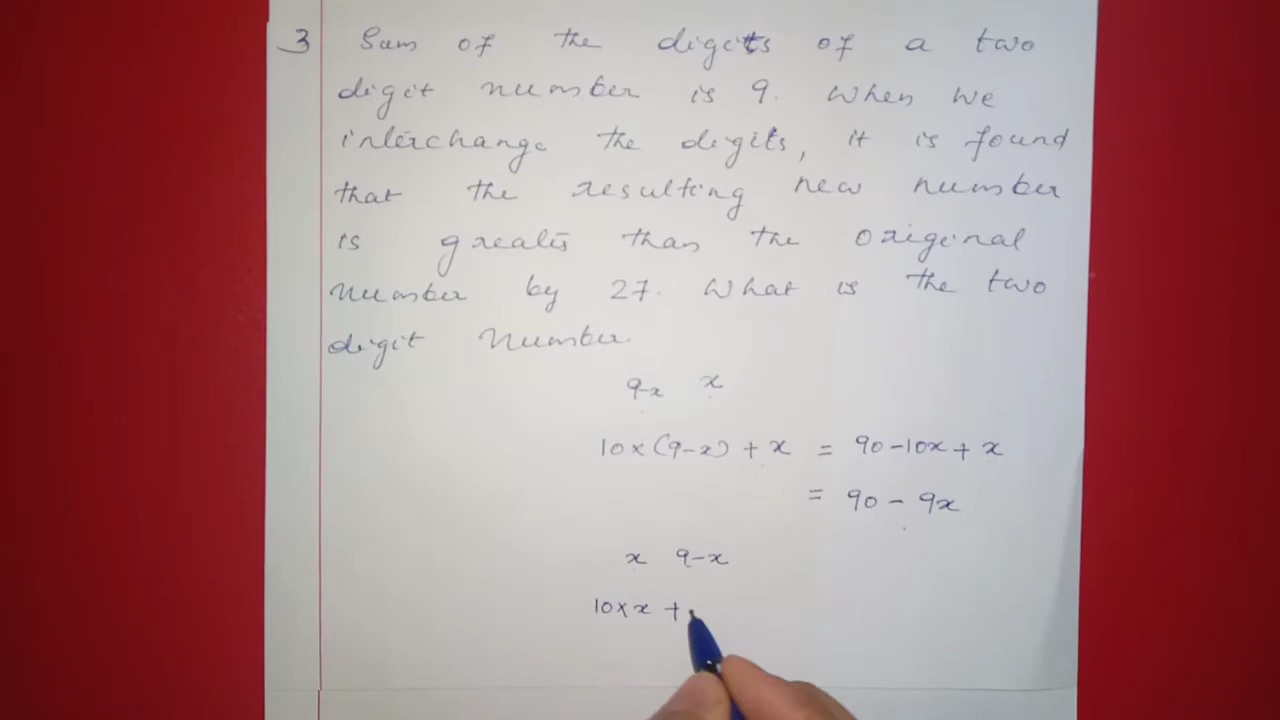 3 Sum of the digits of a two
digit number is 9. When we
interchange the digits, it is found
that the resulting new number
is greater than the original
number by 27. What is the two
digit Number.
9-x x
10×(9-x) + x = 90-10x + x
= 90 - 9x
x 9-x
10×x +